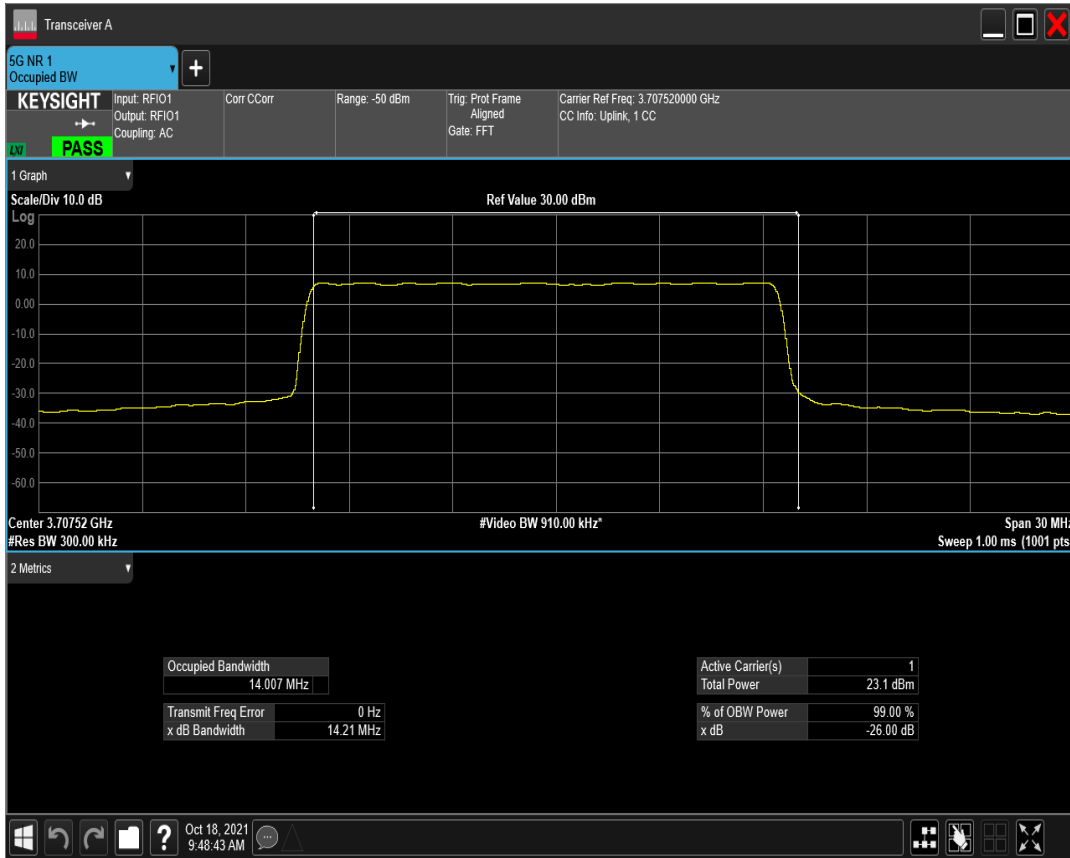 Transceiver A
5G NR 1
Occupied BW
+
KEYSIGHT
LXI
PASS
Input: RFIO1
Output: RFIO1
Coupling: AC
Corr CCorr
Range: -50 dBm
Trig: Prot Frame
Aligned
Gate: FFT
Carrier Ref Freq: 3.707520000 GHz
CC Info: Uplink, 1 CC
1 Graph
Scale/Div 10.0 dB
Ref Value 30.00 dBm
Log
20.0
10.0
0.00
-10.0
-20.0
-30.0
-40.0
-50.0
-60.0
Center 3.70752 GHz
#Video BW 910.00 kHz*
Span 30 MHz
#Res BW 300.00 kHz
Sweep 1.00 ms (1001 pts
2 Metrics
Occupied Bandwidth
14.007 MHz
Transmit Freq Error 0 Hz
x dB Bandwidth 14.21 MHz
Active Carrier(s) 1
Total Power 23.1 dBm
% of OBW Power 99.00 %
x dB -26.00 dB
?
Oct 18, 2021
9:48:43 AM